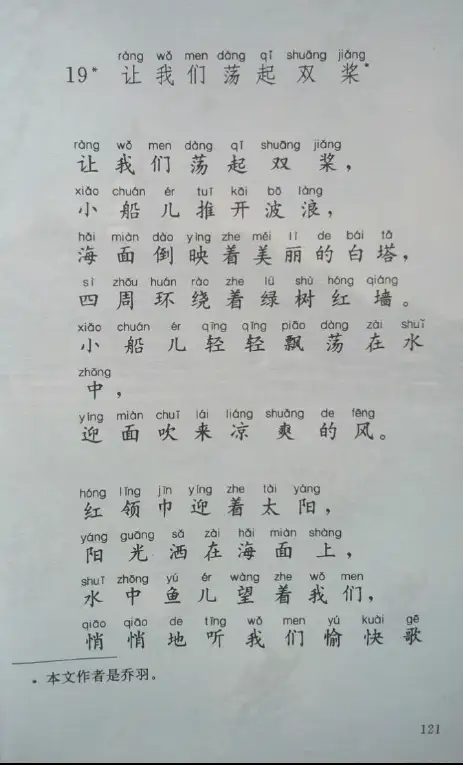 ràng wǒ men dàng qǐ shuāng jiǎng
19* 让我们荡起双桨*
ràng wǒ men dàng qǐ shuāng jiǎng
让我们荡起双桨，
xiǎo chuán ér tuī kāi bō làng
小船儿推开波浪，
hǎi miàn dào yìng zhe měi lì de bái tǎ
海面倒映着美丽的白塔，
sì zhōu huán rào zhe lǜ shù hóng qiáng
四周环绕着绿树红墙。
xiǎo chuán ér qīng qīng piāo dàng zài shuǐ
小船儿轻轻飘荡在水
zhōng
中，
yíng miàn chuī lái liáng shuǎng de fēng
迎面吹来凉爽的风。
hóng lǐng jīn yíng zhe tài yáng
红领巾迎着太阳，
yáng guāng sǎ zài hǎi miàn shàng
阳光洒在海面上，
shuǐ zhōng yú ér wàng zhe wǒ men
水中鱼儿望着我们，
qiāo qiāo de tīng wǒ men yú kuài gē
悄悄地听我们愉快歌
* 本文作者是乔羽。
121